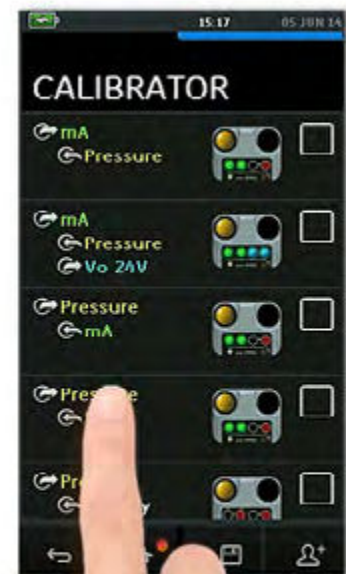 15:17 05 JUN 14
CALIBRATOR
mA
Pressure
mA
Pressure
Vo 24V
Pressure
mA